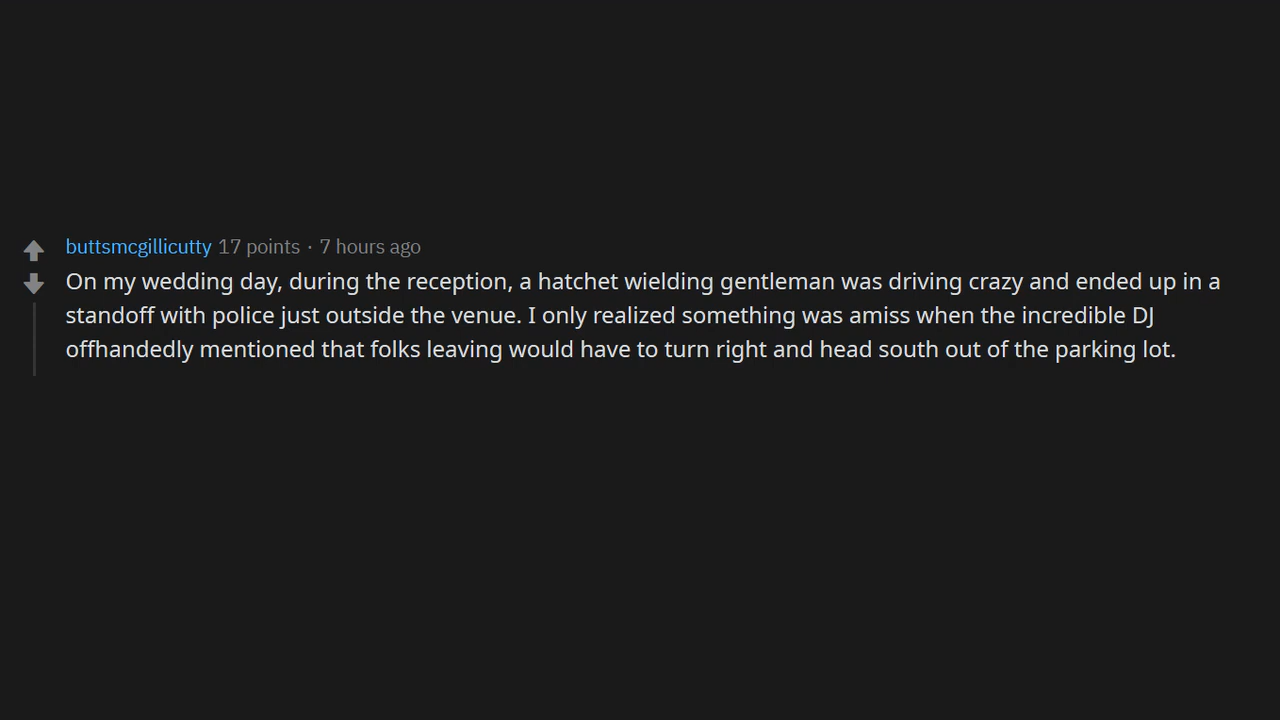 buttsmcgillicutty 17 points · 7 hours ago
On my wedding day, during the reception, a hatchet wielding gentleman was driving crazy and ended up in a
standoff with police just outside the venue. I only realized something was amiss when the incredible DJ
offhandedly mentioned that folks leaving would have to turn right and head south out of the parking lot.